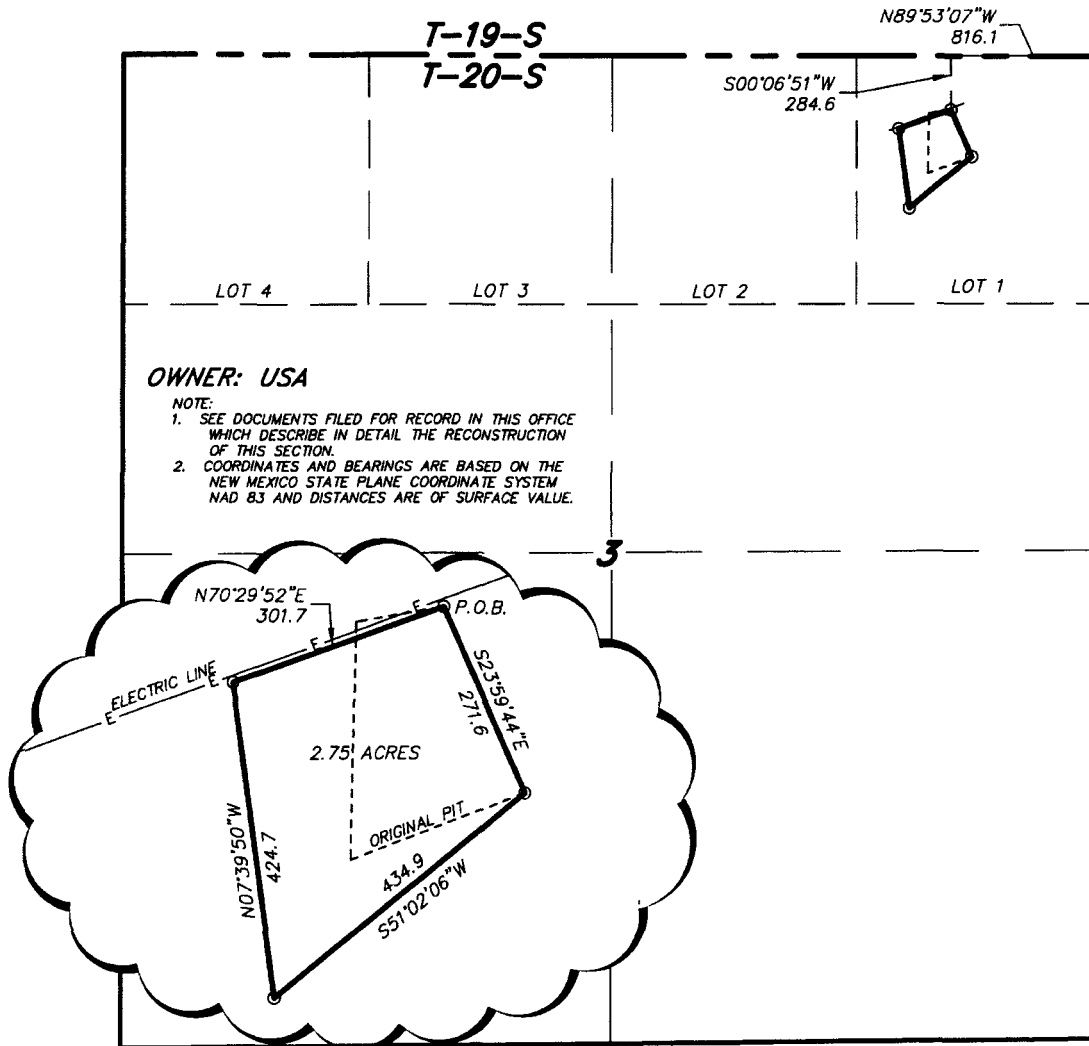 T-19-S
T-20-S
N89°53'07"W
816.1
S00°06'51"W
284.6
LOT 4
LOT 3
LOT 2
LOT 1
OWNER: USA
NOTE:
1. SEE DOCUMENTS FILED FOR RECORD IN THIS OFFICE
WHICH DESCRIBE IN DETAIL THE RECONSTRUCTION
OF THIS SECTION.
2. COORDINATES AND BEARINGS ARE BASED ON THE
NEW MEXICO STATE PLANE COORDINATE SYSTEM
NAD 83 AND DISTANCES ARE OF SURFACE VALUE.
3
N70°29'52"E
301.7
P.O.B.
E
E
E
E
ELECTRIC LINE
S23°59'44"E
271.6
2.75 ACRES
ORIGINAL PIT
N07°39'50"W
424.7
434.9
S51°02'06"W